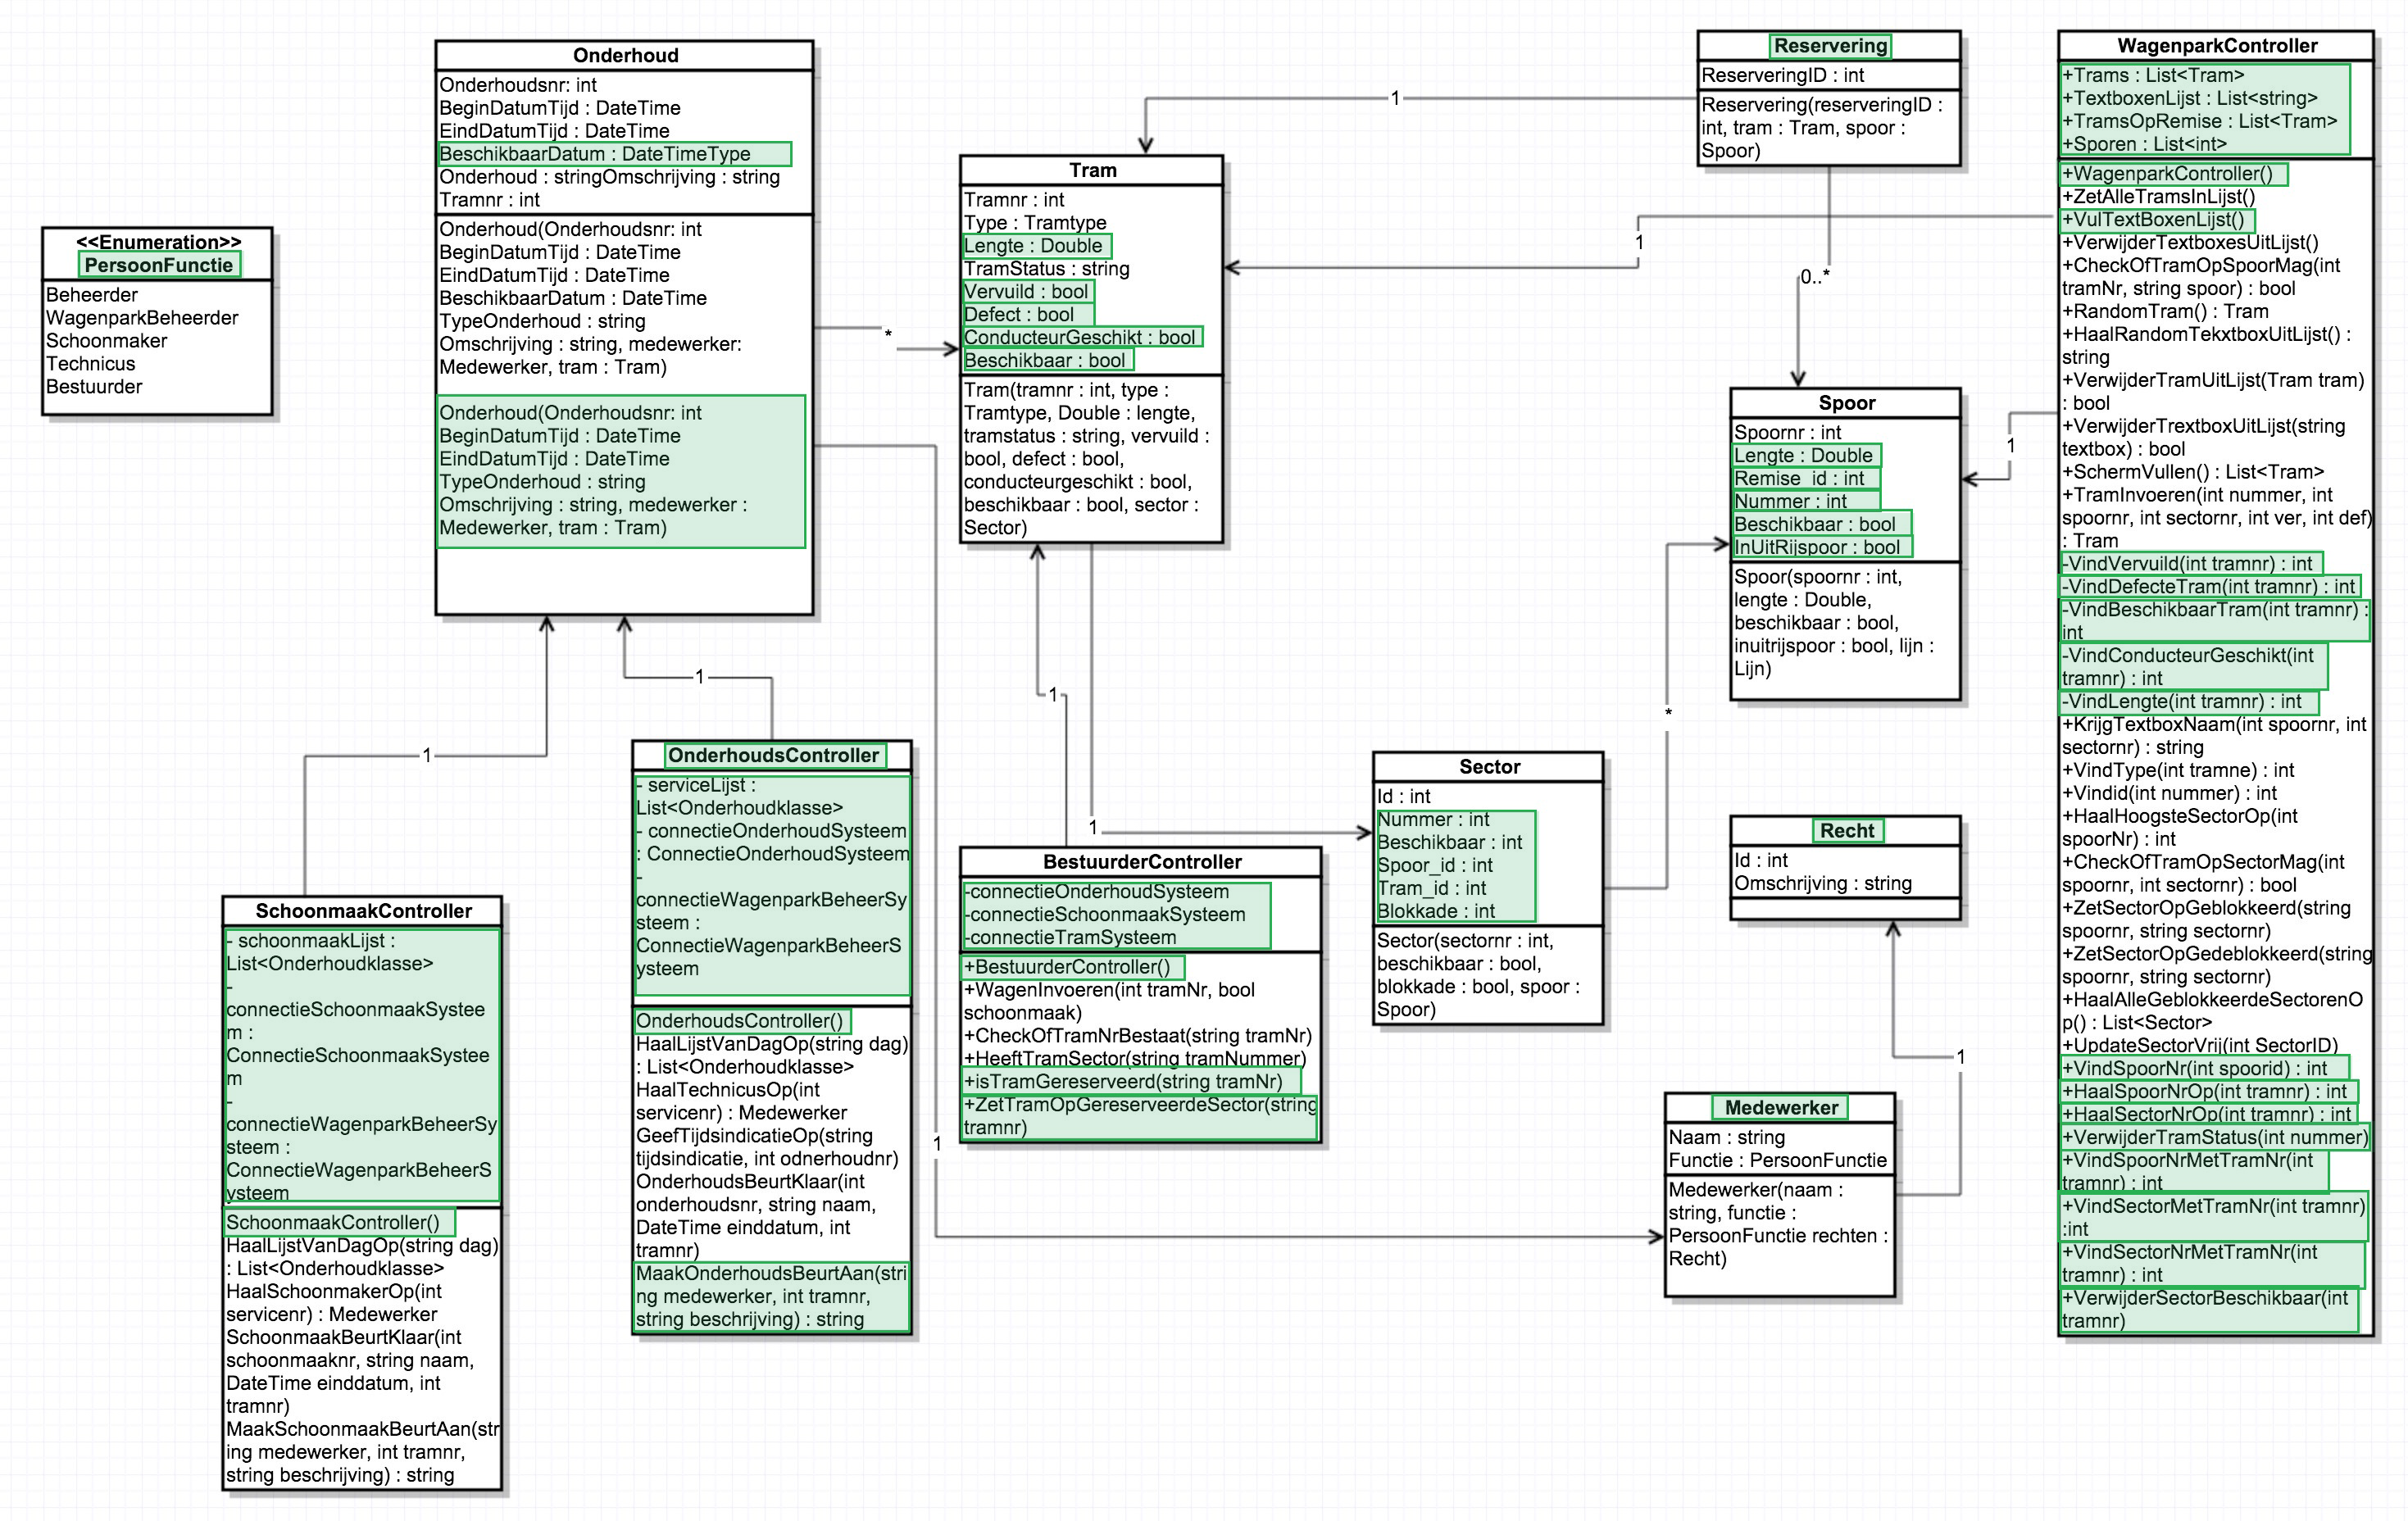 <<Enumeration>>
PersoonFunctie
Beheerder
WagenparkBeheerder
Schoonmaker
Technicus
Bestuurder
Onderhoud
Onderhoudsnr: int
BeginDatumTijd : DateTime
EindDatumTijd : DateTime
BeschikbaarDatum : DateTimeType
Onderhoud : stringOmschrijving : string
Tramnr : int
Onderhoud(Onderhoudsnr: int
BeginDatumTijd : DateTime
EindDatumTijd : DateTime
BeschikbaarDatum : DateTime
TypeOnderhoud : string
Omschrijving : string, medewerker:
Medewerker, tram : Tram)
Onderhoud(Onderhoudsnr: int
BeginDatumTijd : DateTime
EindDatumTijd : DateTime
TypeOnderhoud : string
Omschrijving : string, medewerker :
Medewerker, tram : Tram)
*
1
1
1
SchoonmaakController
- schoonmaakLijst :
List<Onderhoudklasse>
-
connectieSchoonmaakSystee
m :
ConnectieSchoonmaakSystee
m
-
connectieWagenparkBeheerSy
steem :
ConnectieWagenparkBeheerS
ysteem
SchoonmaakController()
HaalLijstVanDagOp(string dag)
: List<Onderhoudklasse>
HaalSchoonmakerOp(int
servicenr) : Medewerker
SchoonmaakBeurtKlaar(int
schoonmaaknr, string naam,
DateTime einddatum, int
tramnr)
MaakSchoonmaakBeurtAan(str
ing medewerker, int tramnr,
string beschrijving) : string
OnderhoudsController
- serviceLijst :
List<Onderhoudklasse>
- connectieOnderhoudSysteem
: ConnectieOnderhoudSysteem
-
connectieWagenparkBeheerSy
steem :
ConnectieWagenparkBeheerS
ysteem
OnderhoudsController()
HaalLijstVanDagOp(string dag)
: List<Onderhoudklasse>
HaalTechnicusOp(int
servicenr) : Medewerker
GeefTijdsindicatieOp(string
tijdsindicatie, int odnerhoudnr)
OnderhoudsBeurtKlaar(int
onderhoudsnr, string naam,
DateTime einddatum, int
tramnr)
MaakOnderhoudsBeurtAan(stri
ng medewerker, int tramnr,
string beschrijving) : string
Tram
Tramnr : int
Type : Tramtype
Lengte : Double
TramStatus : string
Vervuild : bool
Defect : bool
ConducteurGeschikt : bool
Beschikbaar : bool
Tram(tramnr : int, type :
Tramtype, Double : lengte,
tramstatus : string, vervuild :
bool, defect : bool,
conducteurgeschikt : bool,
beschikbaar : bool, sector :
Sector)
1
1
BestuurderController
-connectieOnderhoudSysteem
-connectieSchoonmaakSysteem
-connectieTramSysteem
+BestuurderController()
+WagenInvoeren(int tramNr, bool
schoonmaak)
+CheckOfTramNrBestaat(string tramNr)
+HeeftTramSector(string tramNummer)
+isTramGereserveerd(string tramNr)
+ZetTramOpGereserveerdeSector(string
tramnr)
Sector
Id : int
Nummer : int
Beschikbaar : int
Spoor_id : int
Tram_id : int
Blokkade : int
Sector(sectornr : int,
beschikbaar : bool,
blokkade : bool, spoor :
Spoor)
Reservering
ReserveringID : int
Reservering(reserveringID :
int, tram : Tram, spoor :
Spoor)
1
1
0..*
1
*
Spoor
Spoornr : int
Lengte : Double
Remise_id : int
Nummer : int
Beschikbaar : bool
InUitRijspoor : bool
Spoor(spoornr : int,
lengte : Double,
beschikbaar : bool,
inuitrijspoor : bool, lijn :
Lijn)
Recht
Id : int
Omschrijving : string
1
Medewerker
Naam : string
Functie : PersoonFunctie
Medewerker(naam :
string, functie :
PersoonFunctie rechten :
Recht)
WagenparkController
+Trams : List<Tram>
+TextboxenLijst : List<string>
+TramsOpRemise : List<Tram>
+Sporen : List<int>
+WagenparkController()
+ZetAlleTramsInLijst()
+VulTextBoxenLijst()
+VerwijderTextboxesUitLijst()
+CheckOfTramOpSpoorMag(int
tramNr, string spoor) : bool
+RandomTram() : Tram
+HaalRandomTekxtboxUitLijst() :
string
+VerwijderTramUitLijst(Tram tram)
: bool
+VerwijderTrextboxUitLijst(string
textbox) : bool
+SchermVullen() : List<Tram>
+TramInvoeren(int nummer, int
spoornr, int sectornr, int ver, int def)
: Tram
-VindVervuild(int tramnr) : int
-VindDefecteTram(int tramnr) : int
-VindBeschikbaarTram(int tramnr) :
int
-VindConducteurGeschikt(int
tramnr) : int
-VindLengte(int tramnr) : int
+KrijgTextboxNaam(int spoornr, int
sectornr) : string
+VindType(int tramne) : int
+Vindid(int nummer) : int
+HaalHoogsteSectorOp(int
spoorNr) : int
+CheckOfTramOpSectorMag(int
spoornr, int sectornr) : bool
+ZetSectorOpGeblokkeerd(string
spoornr, string sectornr)
+ZetSectorOpGedeblokkeerd(string
spoornr, string sectornr)
+HaalAlleGeblokkeerdeSectorenO
p() : List<Sector>
+UpdateSectorVrij(int SectorID)
+VindSpoorNr(int spoorid) : int
+HaalSpoorNrOp(int tramnr) : int
+HaalSectorNrOp(int tramnr) : int
+VerwijderTramStatus(int nummer)
+VindSpoorNrMetTramNr(int
tramnr) : int
+VindSectorMetTramNr(int tramnr)
:int
+VindSectorNrMetTramNr(int
tramnr) : int
+VerwijderSectorBeschikbaar(int
tramnr)